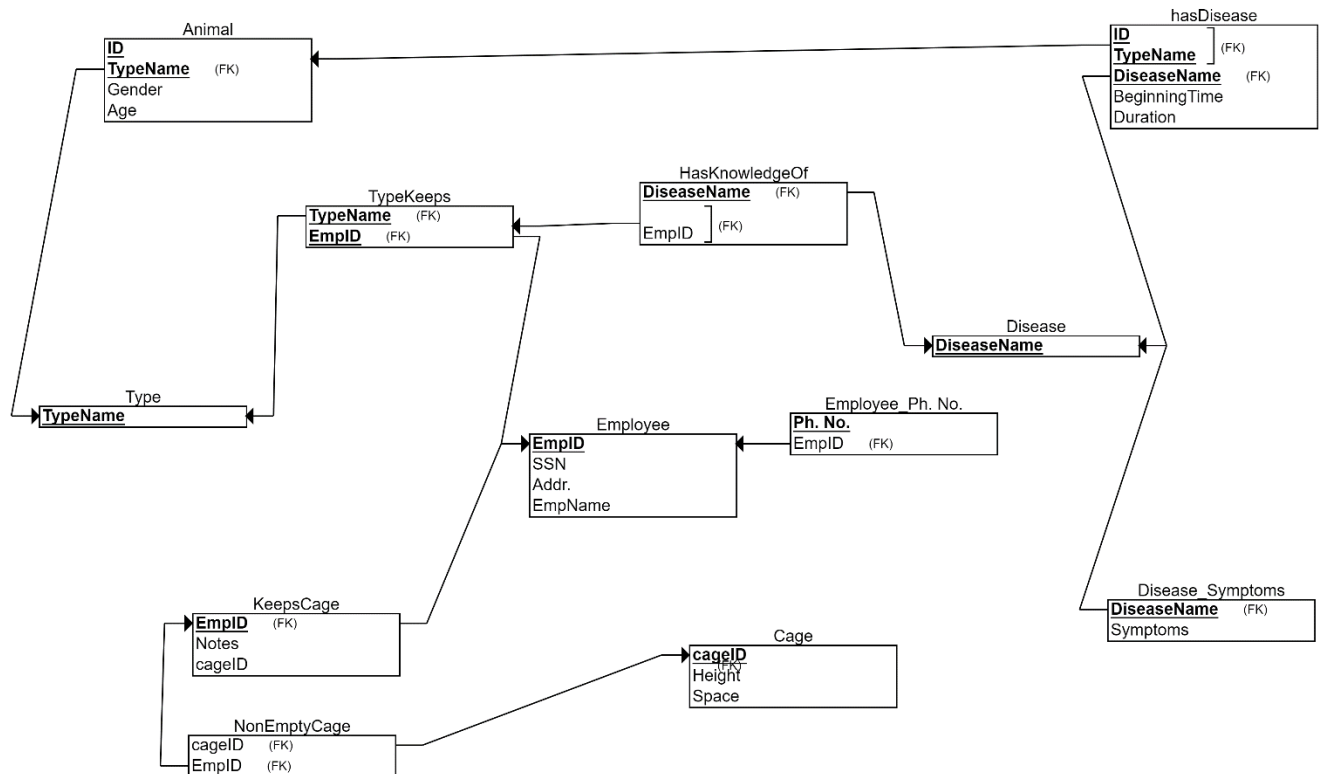 Animal
ID
TypeName (FK)
Gender
Age
hasDisease
ID
(FK)
TypeName
DiseaseName (FK)
BeginningTime
Duration
TypeKeeps
TypeName (FK)
EmpID (FK)
HasKnowledgeOf
DiseaseName (FK)
EmpID (FK)
Disease
DiseaseName
Type
TypeName
Employee
EmpID
SSN
Addr.
EmpName
Employee_Ph. No.
Ph. No.
EmpID (FK)
KeepsCage
EmpID (FK)
Notes
cageID
Cage
cageID
(FK)
Height
Space
Disease_Symptoms
DiseaseName (FK)
Symptoms
NonEmptyCage
cageID (FK)
EmpID (FK)